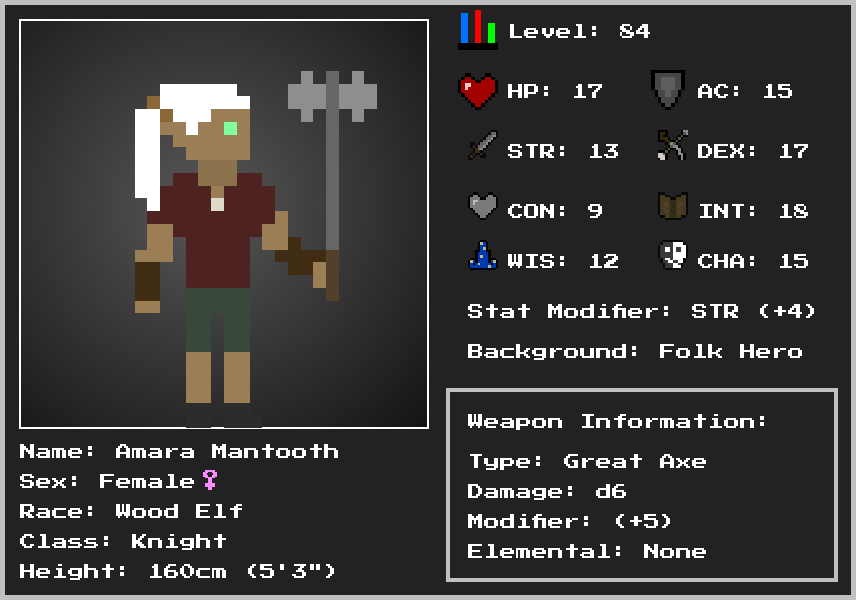 Level: 84
HP: 17
AC: 15
STR: 13
DEX: 17
CON: 9
INT: 18
WIS: 12
CHA: 15
Stat Modifier: STR (+4)
Background: Folk Hero
Weapon Information:
Type: Great Axe
Damage: d6
Modifier: (+5)
Elemental: None
Name: Amara Mantooth
Sex: Female♀
Race: Wood Elf
Class: Knight
Height: 160cm (5'3")